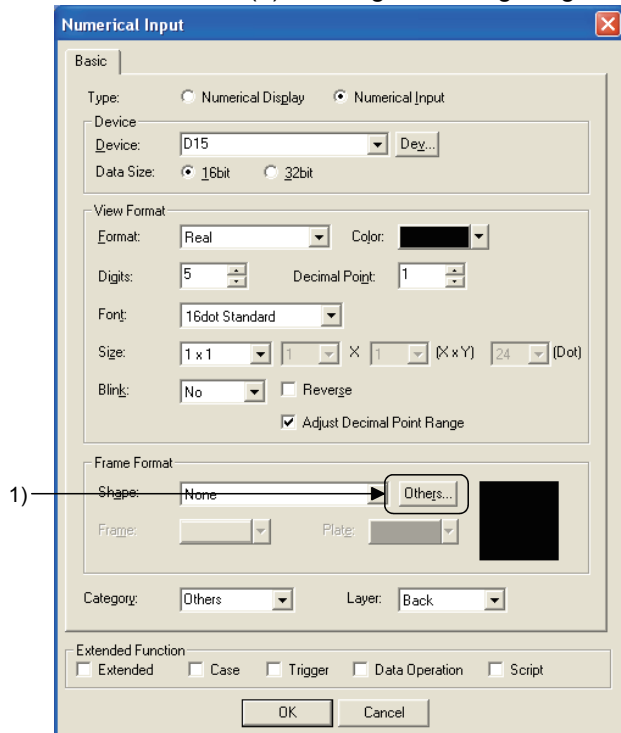 Numerical Input
Basic
Type: Numerical Display Numerical Input
Device
Device: D15 Dev...
Data Size: 16bit 32bit
View Format
Format: Real Color:
Digits: 5 Decimal Point: 1
Font: 16dot Standard
Size: 1 x 1 1 X 1 (X x Y) 24 (Dot)
Blink: No Reverse
Adjust Decimal Point Range
Frame Format
1) Shape: None Others...
Frame: Plate:
Category: Others Layer: Back
Extended Function
Extended Case Trigger Data Operation Script
OK Cancel